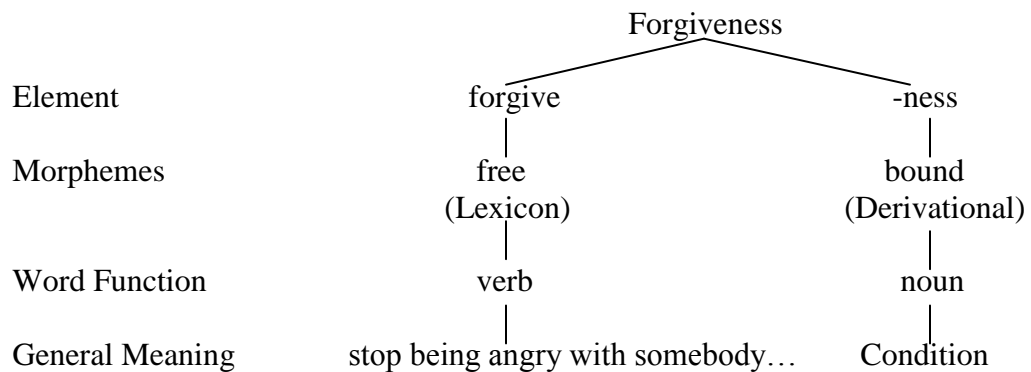 Forgiveness
Element forgive -ness
Morphemes free bound
(Lexicon) (Derivational)
Word Function verb noun
General Meaning stop being angry with somebody… Condition